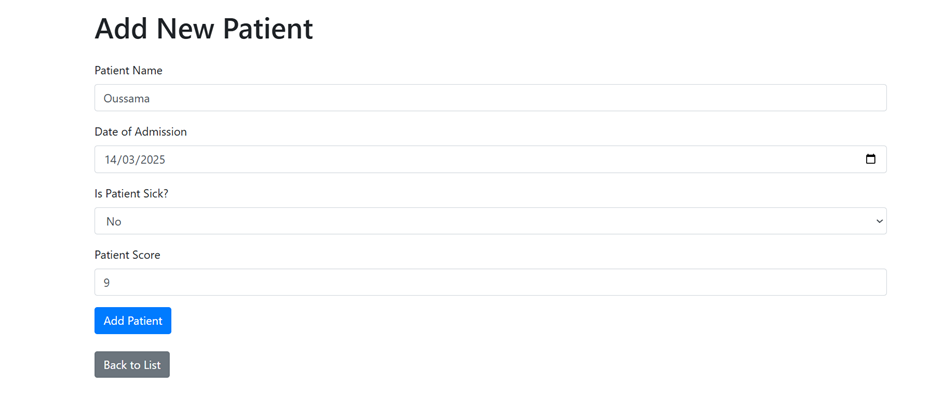 Add New Patient
Patient Name
Oussama
Date of Admission
14/03/2025
Is Patient Sick?
No
Patient Score
9
Add Patient
Back to List